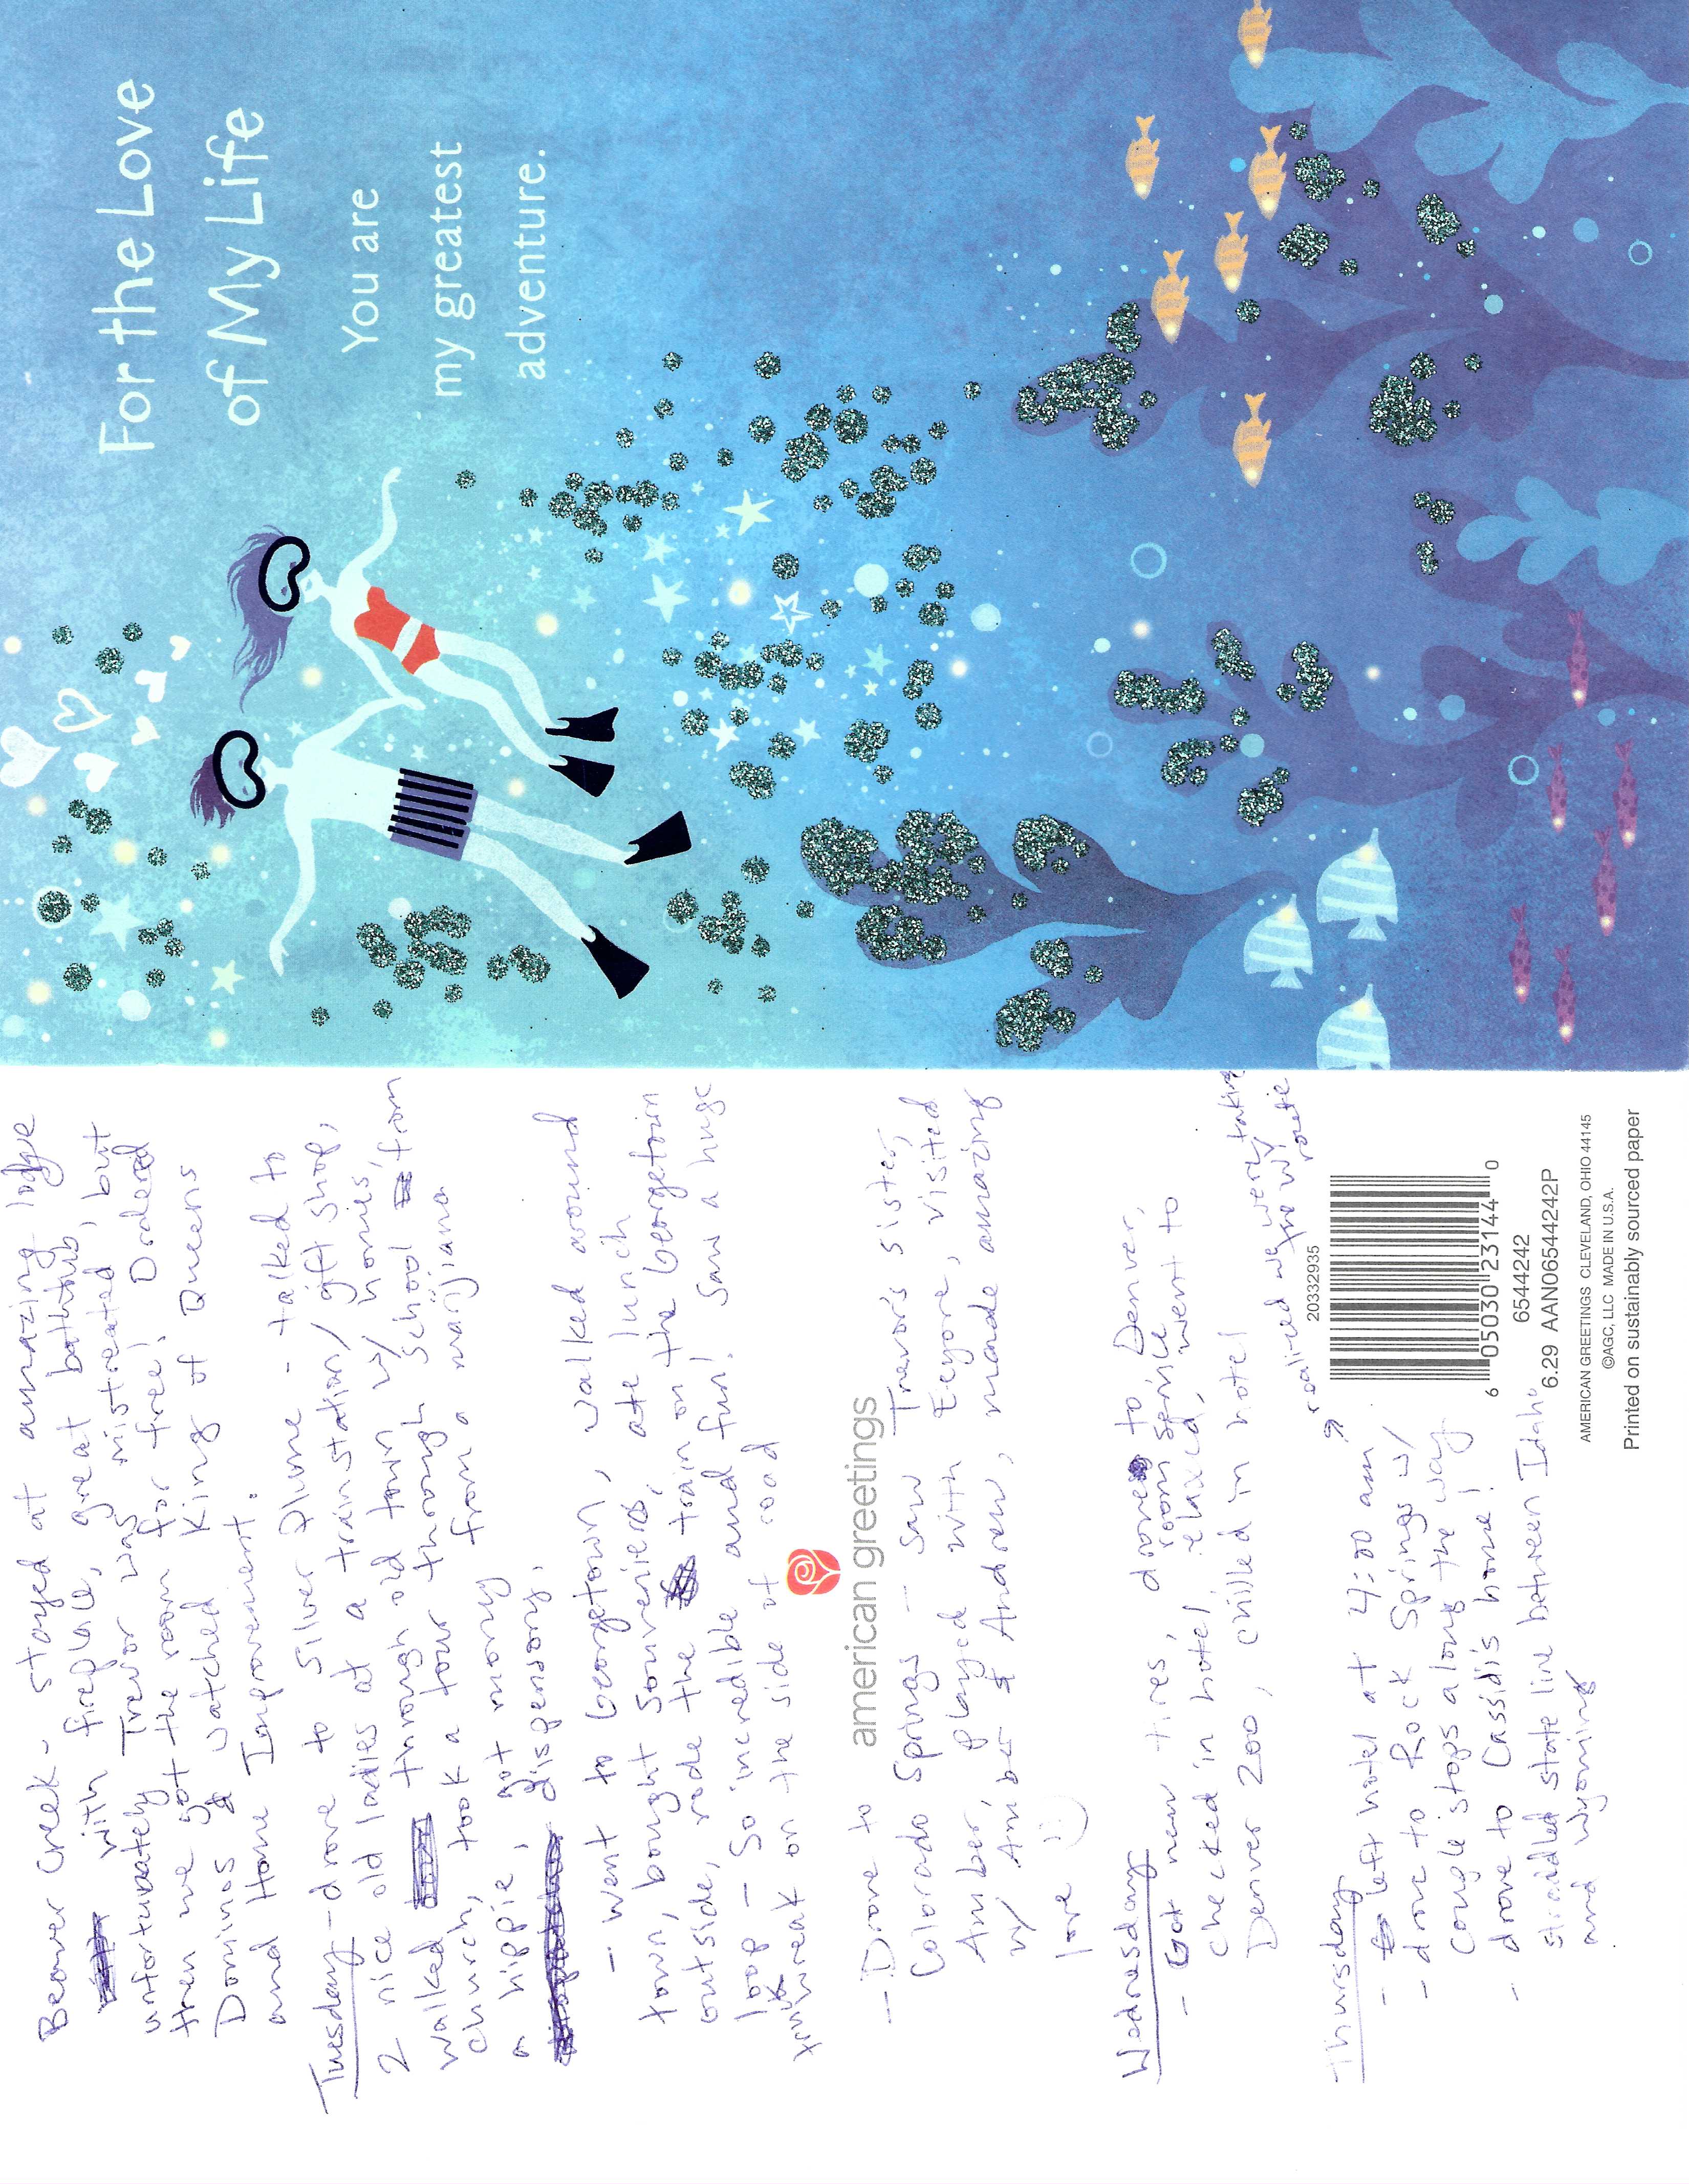 For the Love
of My Life
You are
my greatest
adventure.
Beaver Creek - stayed at amazing lodge
with fireplace, great bathtub, but
unfortunately Trevor was mistreated, but
then we got the room for free! Ordered
Dominos & watched King of Queens
and Home Improvement.
Tuesday - drove to Silver Plume - talked to
2 nice old ladies at a trainstation/gift shop,
walked through old town w/ homes,
church, took a tour through school from
a hippie, got money from a marijiana
dispensary.
- went to Georgetown, walked around
town, bought souveniers, ate lunch
outside, rode the train on the Georgetown
loop - so incredible and fun! Saw a huge
wreak on the side of road
american greetings
- Drove to
Colorado Springs - saw Trevor's sister,
Amber, played with Eeyore, visited
w/ Amber & Andrew, made amazing
love
Wednesday
- Got new tires, drove to Denver,
checked in hotel, room service, relaxed, went to
Denver zoo, chilled in hotel
Thursday
- left hotel at 4:00 am, → realized we were taking
- drove to Rock Springs w/
couple stops along the way
- drove to Cassidi's home!
straddled state line between Idaho
and Wyoming
20332935
6 05030 23144 0
6544242
6.29 AAN06544242P
AMERICAN GREETINGS CLEVELAND, OHIO 44145
©AGC, LLC MADE IN U.S.A.
Printed on sustainably sourced paper